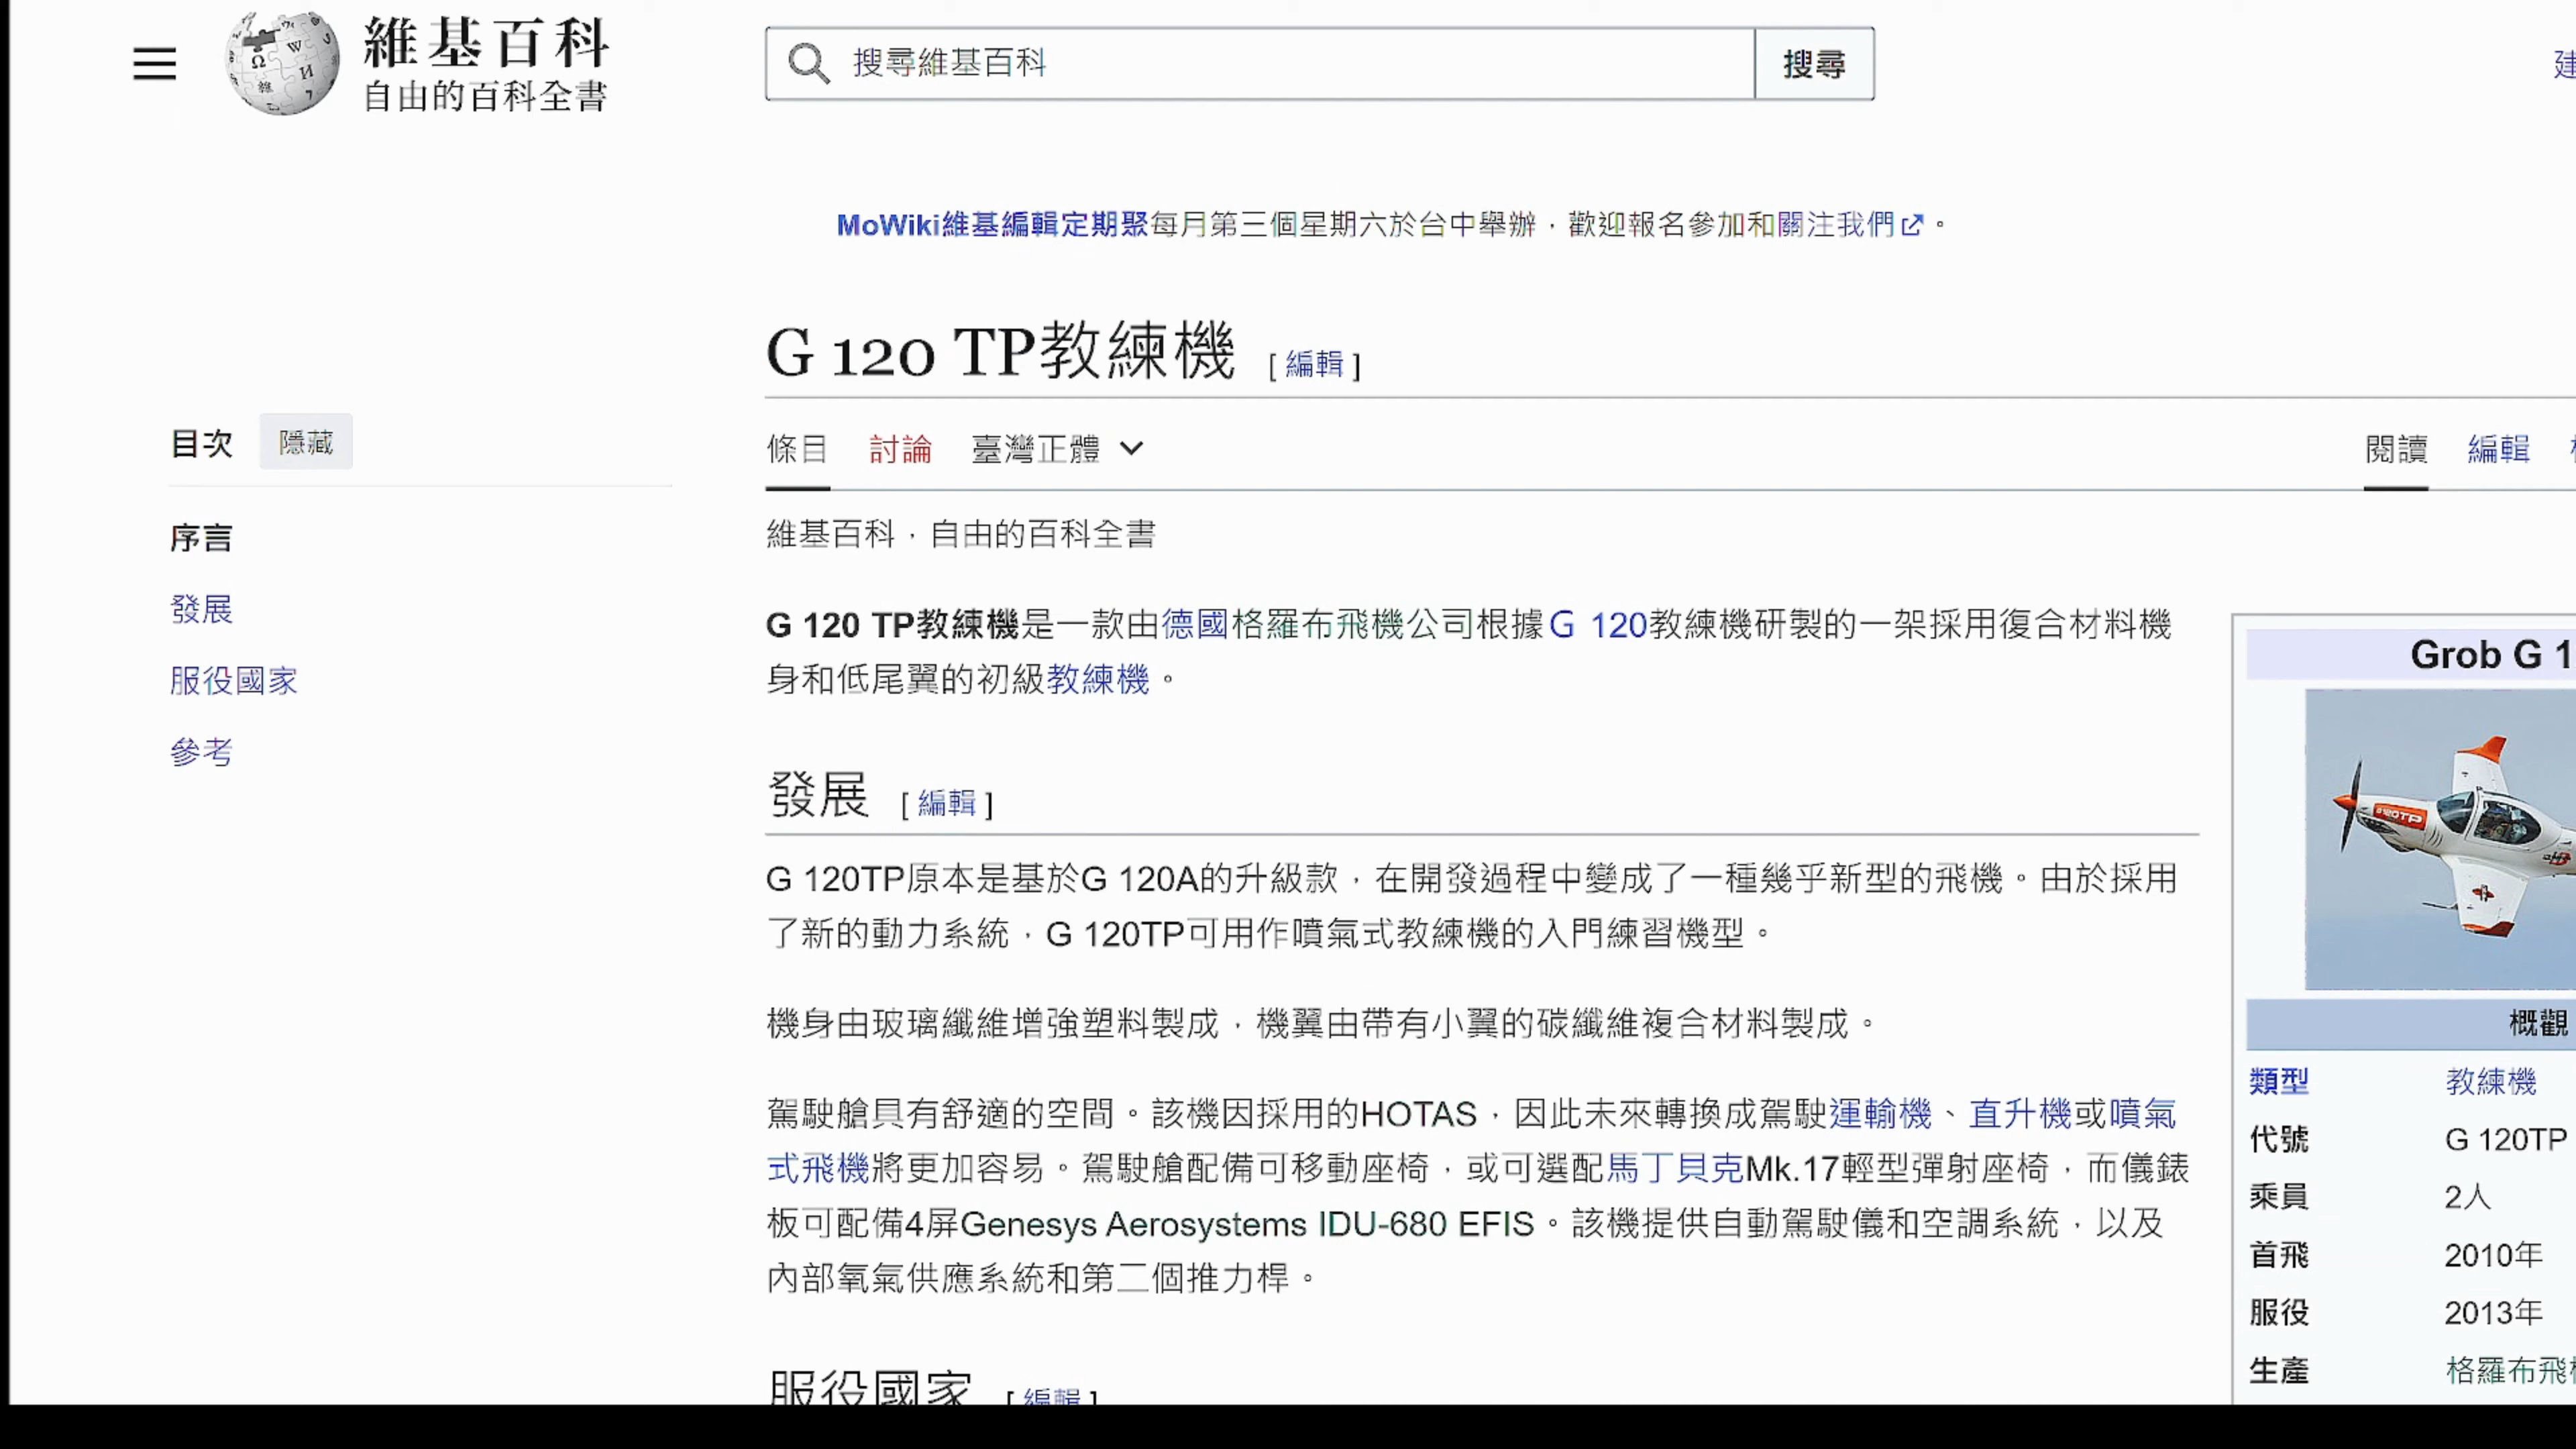 維基百科
自由的百科全書
搜尋維基百科
搜尋
MoWiki維基編輯定期聚每月第三個星期六於台中舉辦，歡迎報名參加和關注我們。
G 120 TP教練機 [編輯]
目次 隱藏
條目 討論 臺灣正體
閱讀 編輯
序言
發展
服役國家
參考
維基百科，自由的百科全書
G 120 TP教練機是一款由德國格羅布飛機公司根據G 120教練機研製的一架採用復合材料機
身和低尾翼的初級教練機。
發展 [編輯]
G 120TP原本是基於G 120A的升級款，在開發過程中變成了一種幾乎新型的飛機。由於採用
了新的動力系統，G 120TP可用作噴氣式教練機的入門練習機型。
機身由玻璃纖維增強塑料製成，機翼由帶有小翼的碳纖維複合材料製成。
駕駛艙具有舒適的空間。該機因採用的HOTAS，因此未來轉換成駕駛運輸機、直升機或噴氣
式飛機將更加容易。駕駛艙配備可移動座椅，或可選配馬丁貝克Mk.17輕型彈射座椅，而儀錶
板可配備4屏Genesys Aerosystems IDU-680 EFIS。該機提供自動駕駛儀和空調系統，以及
內部氧氣供應系統和第二個推力桿。
服役國家 [編輯]
Grob G 1
G 120TP
概觀
類型 教練機
代號 G 120TP
乘員 2人
首飛 2010年
服役 2013年
生產 格羅布飛